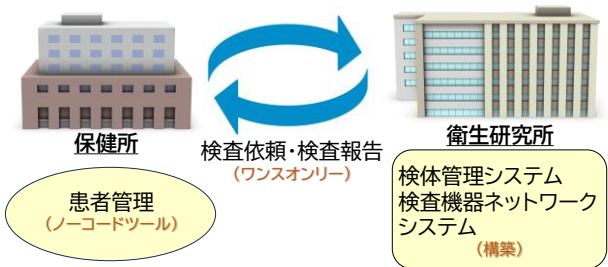 保健所
検査依頼・検査報告
(ワンスオンリー)
衛生研究所
患者管理
(ノーコードツール)
検体管理システム
検査機器ネットワーク
システム
(構築)